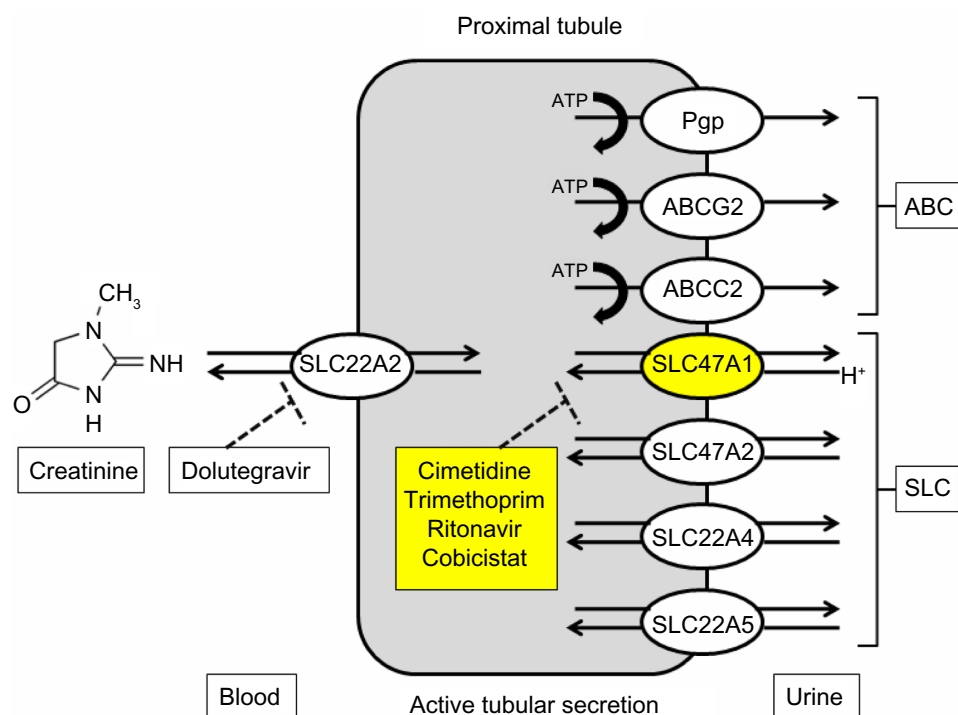 Proximal tubule
ATP
Pgp
ATP
ABCG2
ABC
ATP
ABCC2
CH3
N
NH
N
H
O
SLC22A2
SLC47A1
H+
Creatinine
Dolutegravir
Cimetidine
Trimethoprim
Ritonavir
Cobicistat
SLC47A2
SLC
SLC22A4
SLC22A5
Blood
Active tubular secretion
Urine